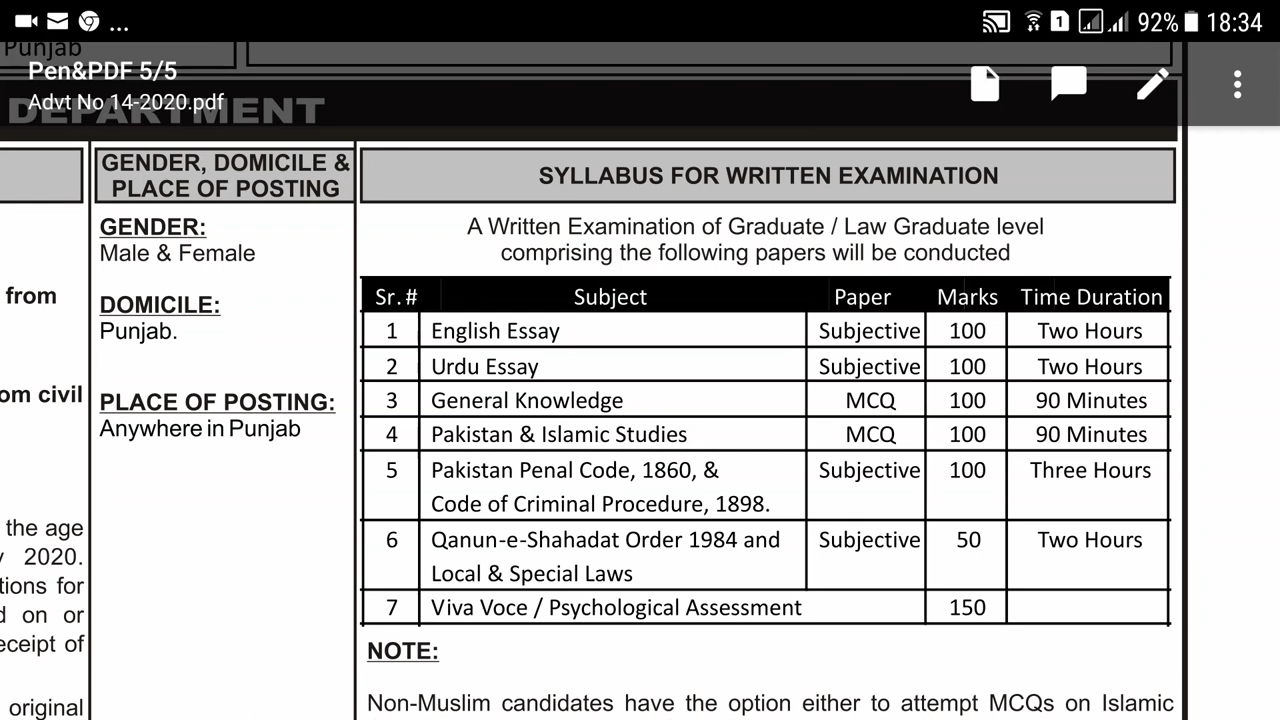 ... 92% 18:34
Punjab
Pen&PDF 5/5
Advt No 14-2020.pdf
DEPARTMENT
GENDER, DOMICILE &
PLACE OF POSTING
SYLLABUS FOR WRITTEN EXAMINATION
from
om civil
the age
2020.
tions for
d on or
eceipt of
original
GENDER:
Male & Female
DOMICILE:
Punjab.
PLACE OF POSTING:
Anywhere in Punjab
A Written Examination of Graduate / Law Graduate level
comprising the following papers will be conducted
Sr. # Subject Paper Marks Time Duration
1 English Essay Subjective 100 Two Hours
2 Urdu Essay Subjective 100 Two Hours
3 General Knowledge MCQ 100 90 Minutes
4 Pakistan & Islamic Studies MCQ 100 90 Minutes
5 Pakistan Penal Code, 1860, & Subjective 100 Three Hours
Code of Criminal Procedure, 1898.
6 Qanun-e-Shahadat Order 1984 and Subjective 50 Two Hours
Local & Special Laws
7 Viva Voce / Psychological Assessment 150
NOTE:
Non-Muslim candidates have the option either to attempt MCQs on Islamic